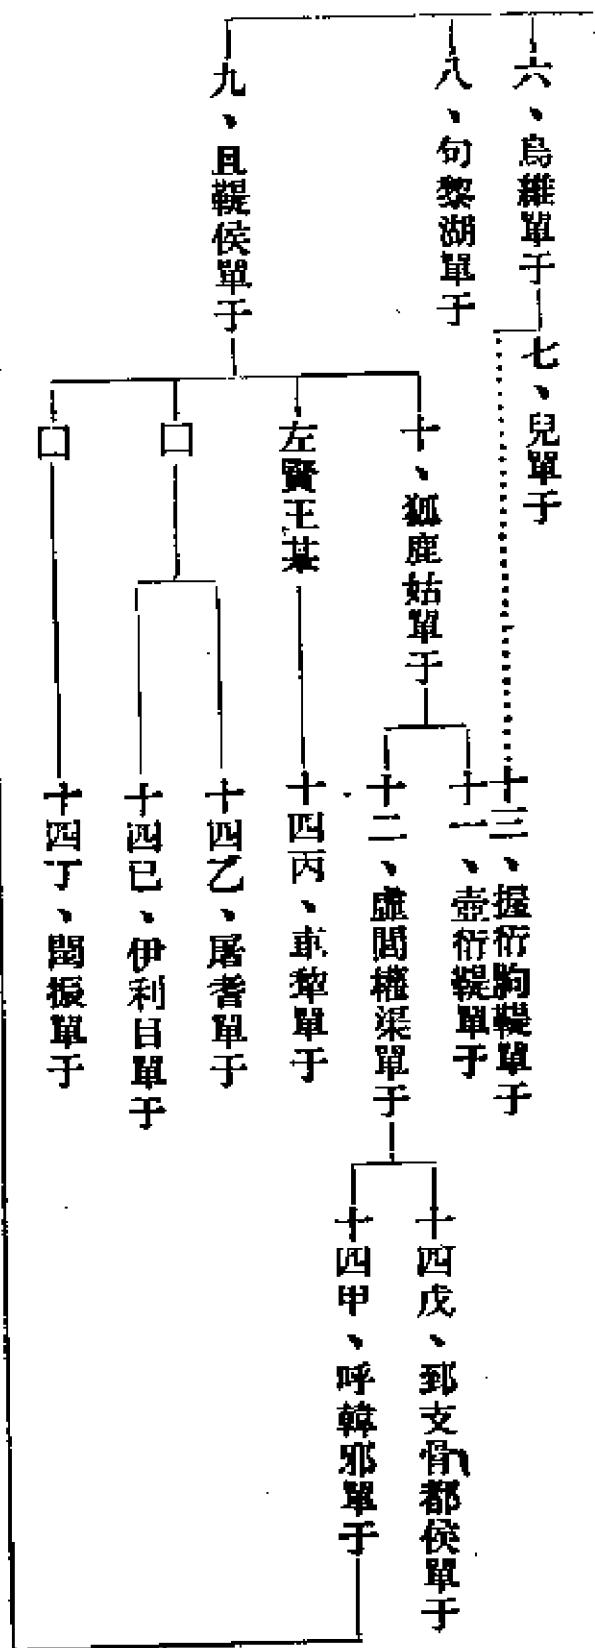 六、烏維單于
七、兒單于
八、句黎湖單于
九、且鞮侯單于
十、狐鹿姑單于
左賢王某
口
口
十三、握衍朐鞮單于
十一、壺衍鞮單于
十二、虛閭權渠單于
十四丙、車犂單于
十四乙、屠耆單于
十四己、伊利目單于
十四丁、閏振單于
十四戊、郅支骨都侯單于
十四甲、呼韓邪單于